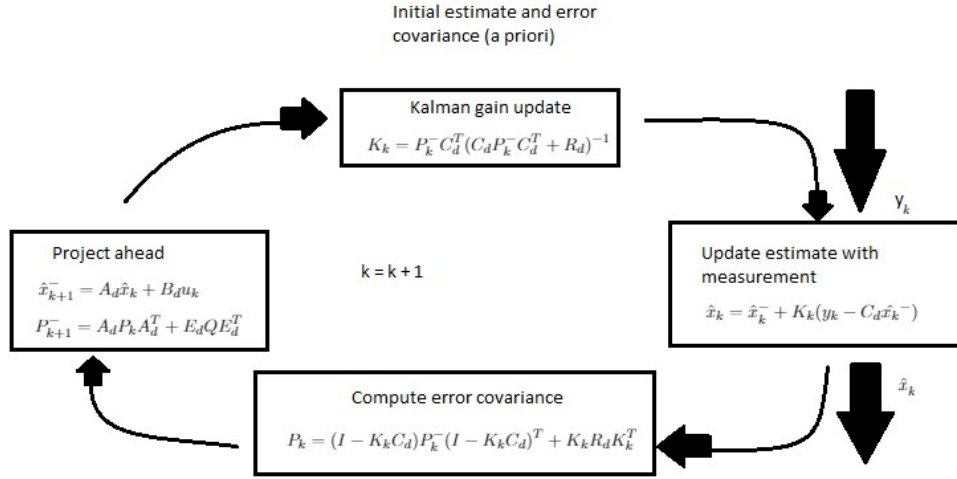 Initial estimate and error
covariance (a priori)
Kalman gain update
$K_k = P_k^- C_d^T (C_d P_k^- C_d^T + R_d)^{-1}$
$y_k$
Update estimate with
measurement
$\hat{x}_k = \hat{x}_k^- + K_k(y_k - C_d \hat{x}_k{}^-)$
$\hat{x}_k$
Compute error covariance
$P_k = (I - K_k C_d) P_k^- (I - K_k C_d)^T + K_k R_d K_k^T$
Project ahead
$\hat{x}_{k+1}^- = A_d \hat{x}_k + B_d u_k$
$P_{k+1}^- = A_d P_k A_d^T + E_d Q E_d^T$
k = k + 1